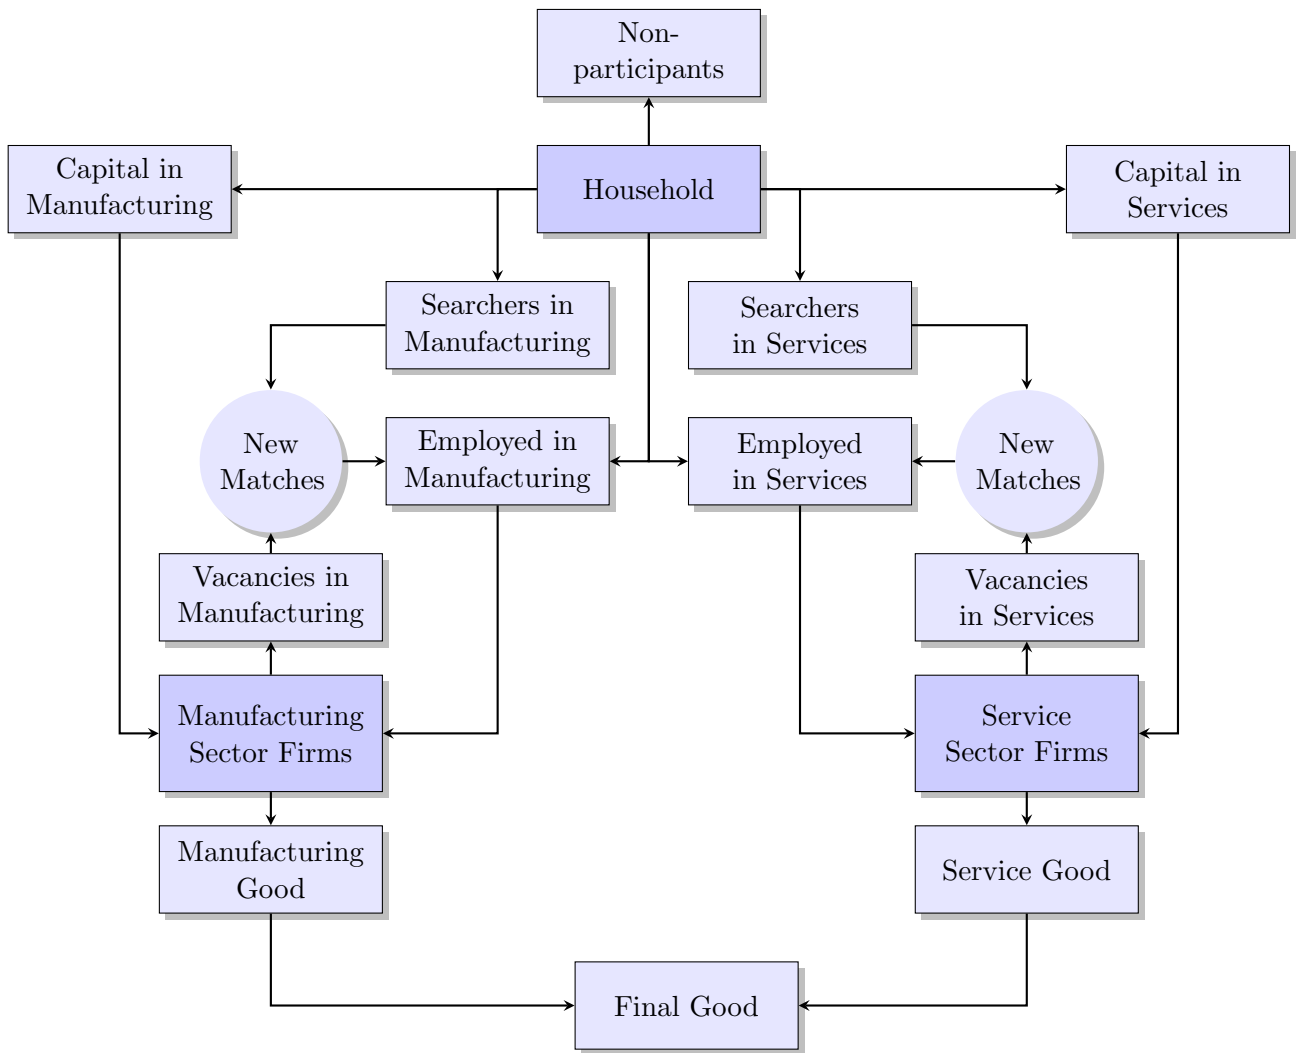 Non-
participants
Capital in
Manufacturing
Household
Capital in
Services
Searchers in
Manufacturing
Searchers
in Services
New
Matches
Employed in
Manufacturing
Employed
in Services
New
Matches
Vacancies in
Manufacturing
Vacancies
in Services
Manufacturing
Sector Firms
Service
Sector Firms
Manufacturing
Good
Service Good
Final Good